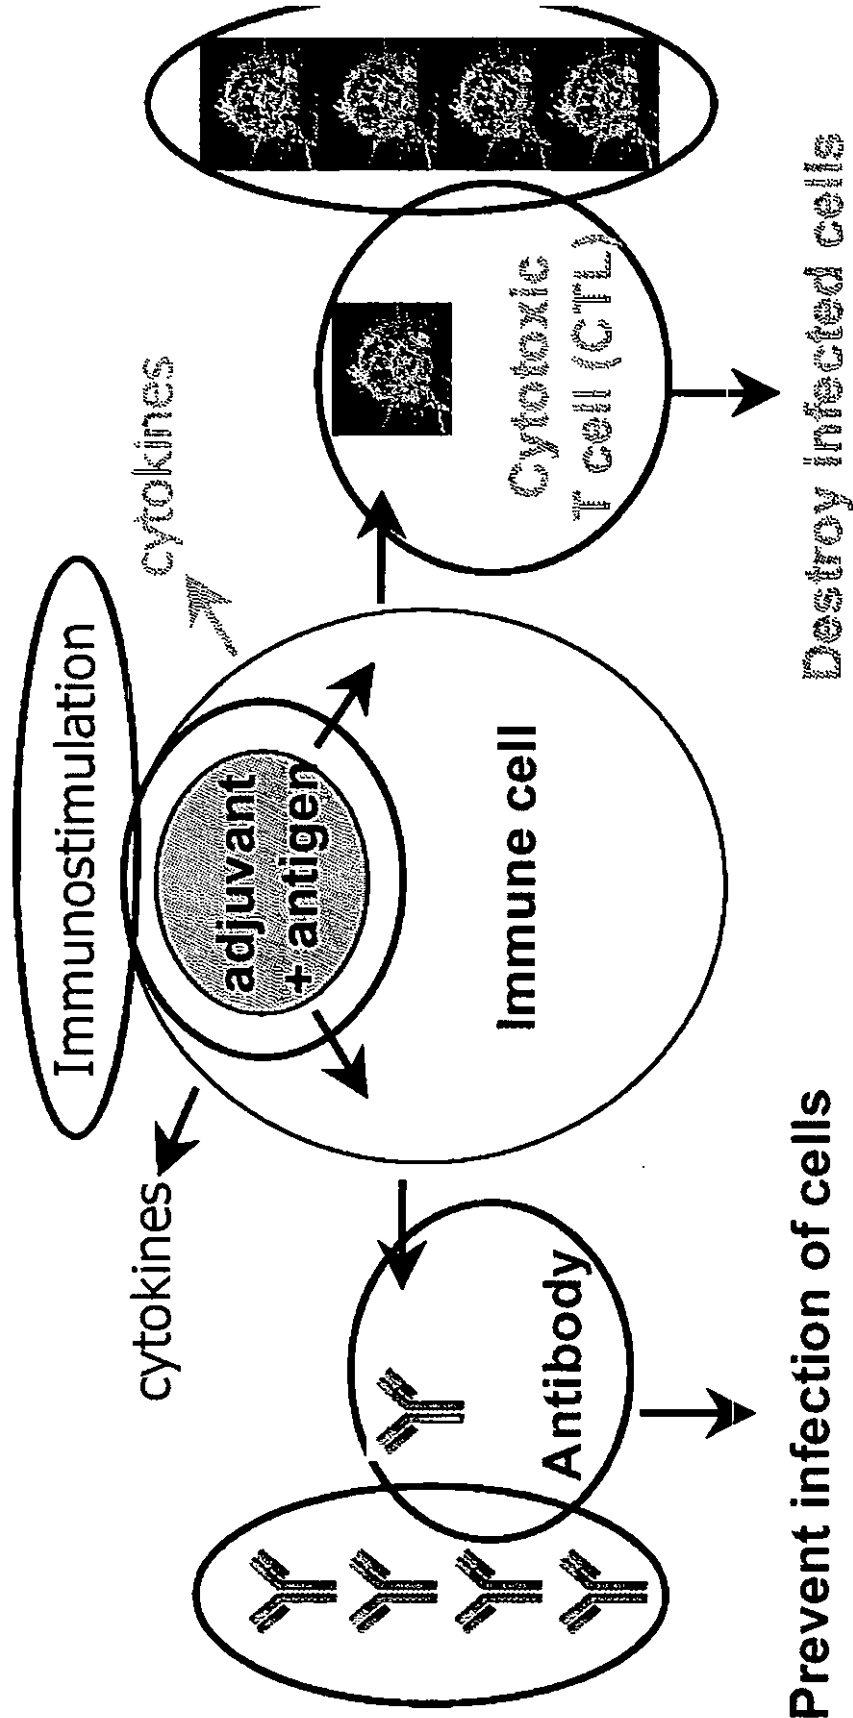 Immunostimulation
cytokines
cytokines
adjuvant
+ antigen
Immune cell
Antibody
Cytotoxic
T cell (CTL)
Prevent infection of cells
Destroy infected cells